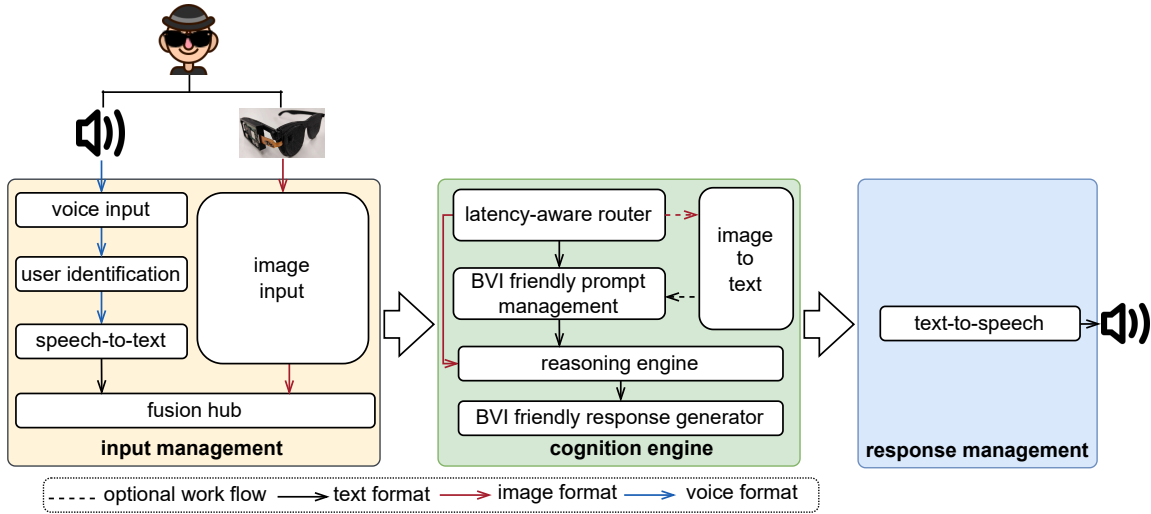 voice input
user identification
speech-to-text
image
input
fusion hub
input management
latency-aware router
BVI friendly prompt
management
image
to
text
reasoning engine
BVI friendly response generator
cognition engine
text-to-speech
response management
optional work flow
text format
image format
voice format